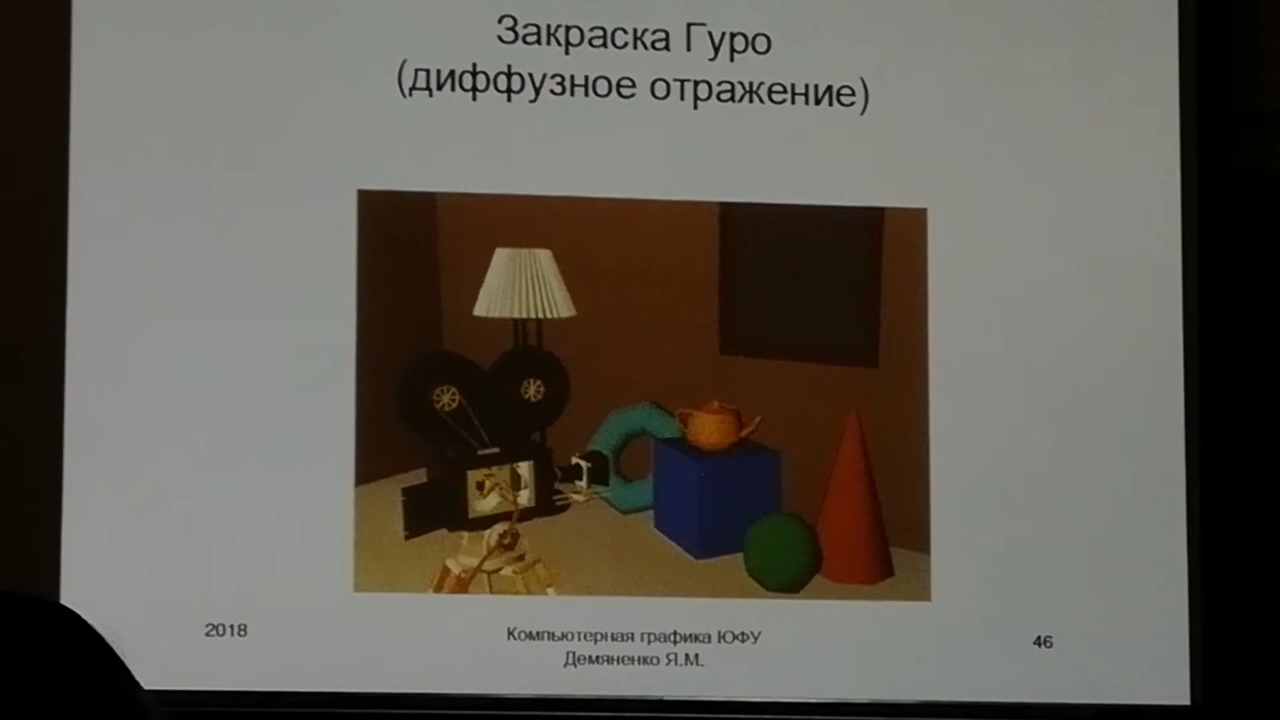 Закраска Гуро
(диффузное отражение)
2018
Компьютерная графика ЮФУ
Демяненко Я.М.
46